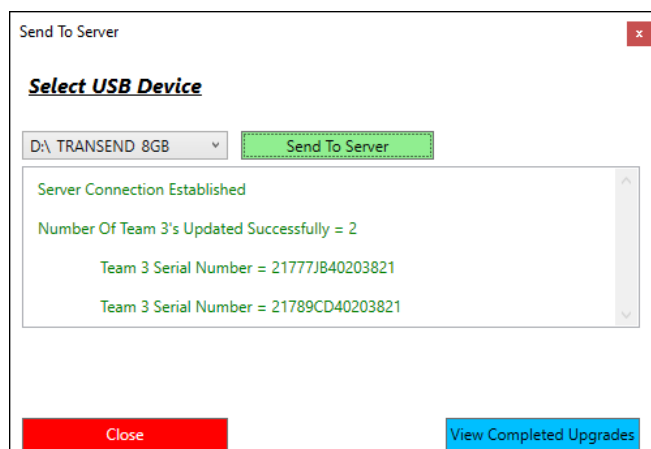 Send To Server
x
Select USB Device
D:\ TRANSEND 8GB
Send To Server
Server Connection Established
Number Of Team 3's Updated Successfully = 2
Team 3 Serial Number = 21777JB40203821
Team 3 Serial Number = 21789CD40203821
Close
View Completed Upgrades